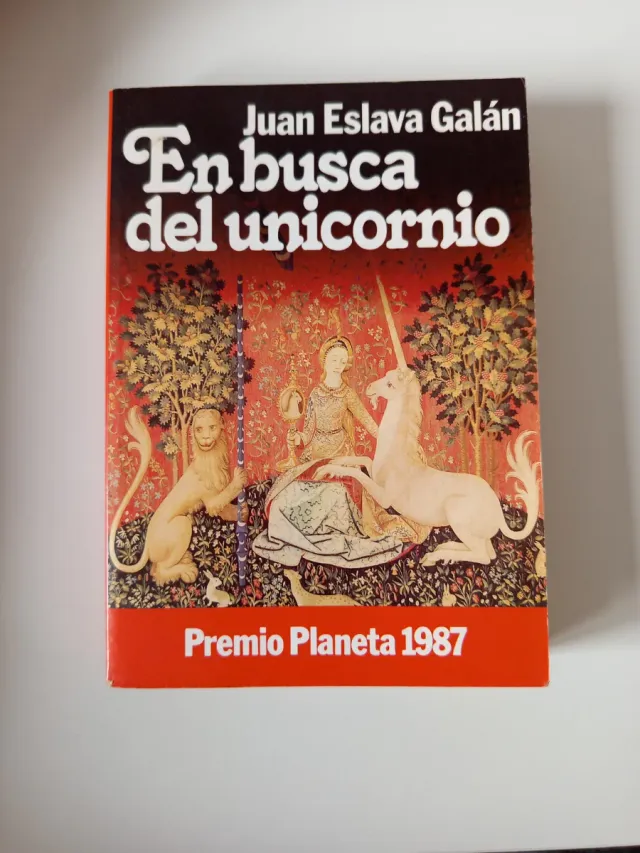 Juan Eslava Galán
En busca
del unicornio
Premio Planeta 1987